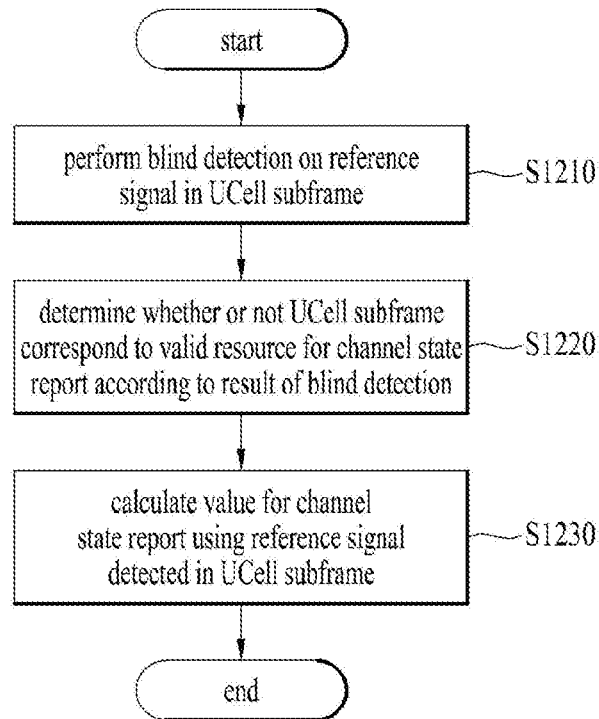 start
perform blind detection on reference
signal in UCell subframe
S1210
determine whether or not UCell subframe
correspond to valid resource for channel state
report according to result of blind detection
S1220
calculate value for channel
state report using reference signal
detected in UCell subframe
S1230
end